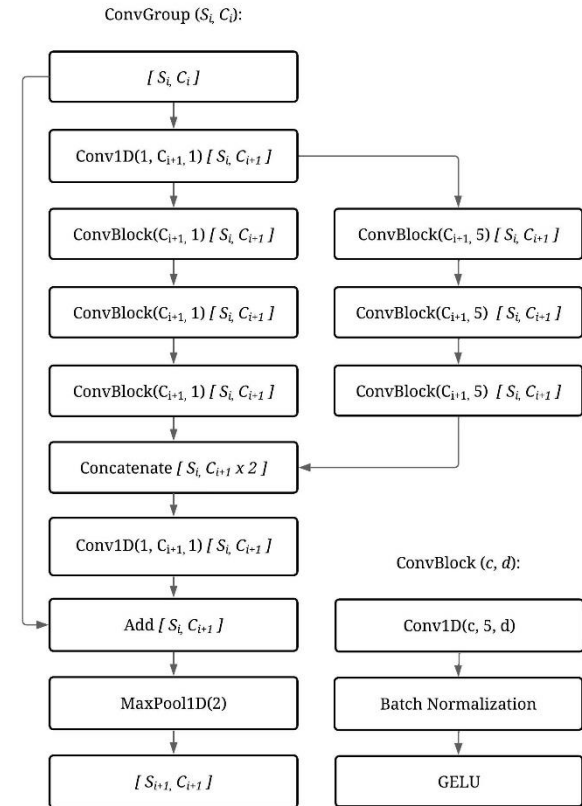 ConvGroup (Sᵢ, Cᵢ):
[ Sᵢ, Cᵢ ]
Conv1D(1, Cᵢ₊₁, 1) [ Sᵢ, Cᵢ₊₁ ]
ConvBlock(Cᵢ₊₁, 1) [ Sᵢ, Cᵢ₊₁ ]
ConvBlock(Cᵢ₊₁, 1) [ Sᵢ, Cᵢ₊₁ ]
ConvBlock(Cᵢ₊₁, 1) [ Sᵢ, Cᵢ₊₁ ]
ConvBlock(Cᵢ₊₁, 5) [ Sᵢ, Cᵢ₊₁ ]
ConvBlock(Cᵢ₊₁, 5) [ Sᵢ, Cᵢ₊₁ ]
ConvBlock(Cᵢ₊₁, 5) [ Sᵢ, Cᵢ₊₁ ]
Concatenate [ Sᵢ, Cᵢ₊₁ x 2 ]
Conv1D(1, Cᵢ₊₁, 1) [ Sᵢ, Cᵢ₊₁ ]
Add [ Sᵢ, Cᵢ₊₁ ]
MaxPool1D(2)
[ Sᵢ₊₁, Cᵢ₊₁ ]
ConvBlock (c, d):
Conv1D(c, 5, d)
Batch Normalization
GELU